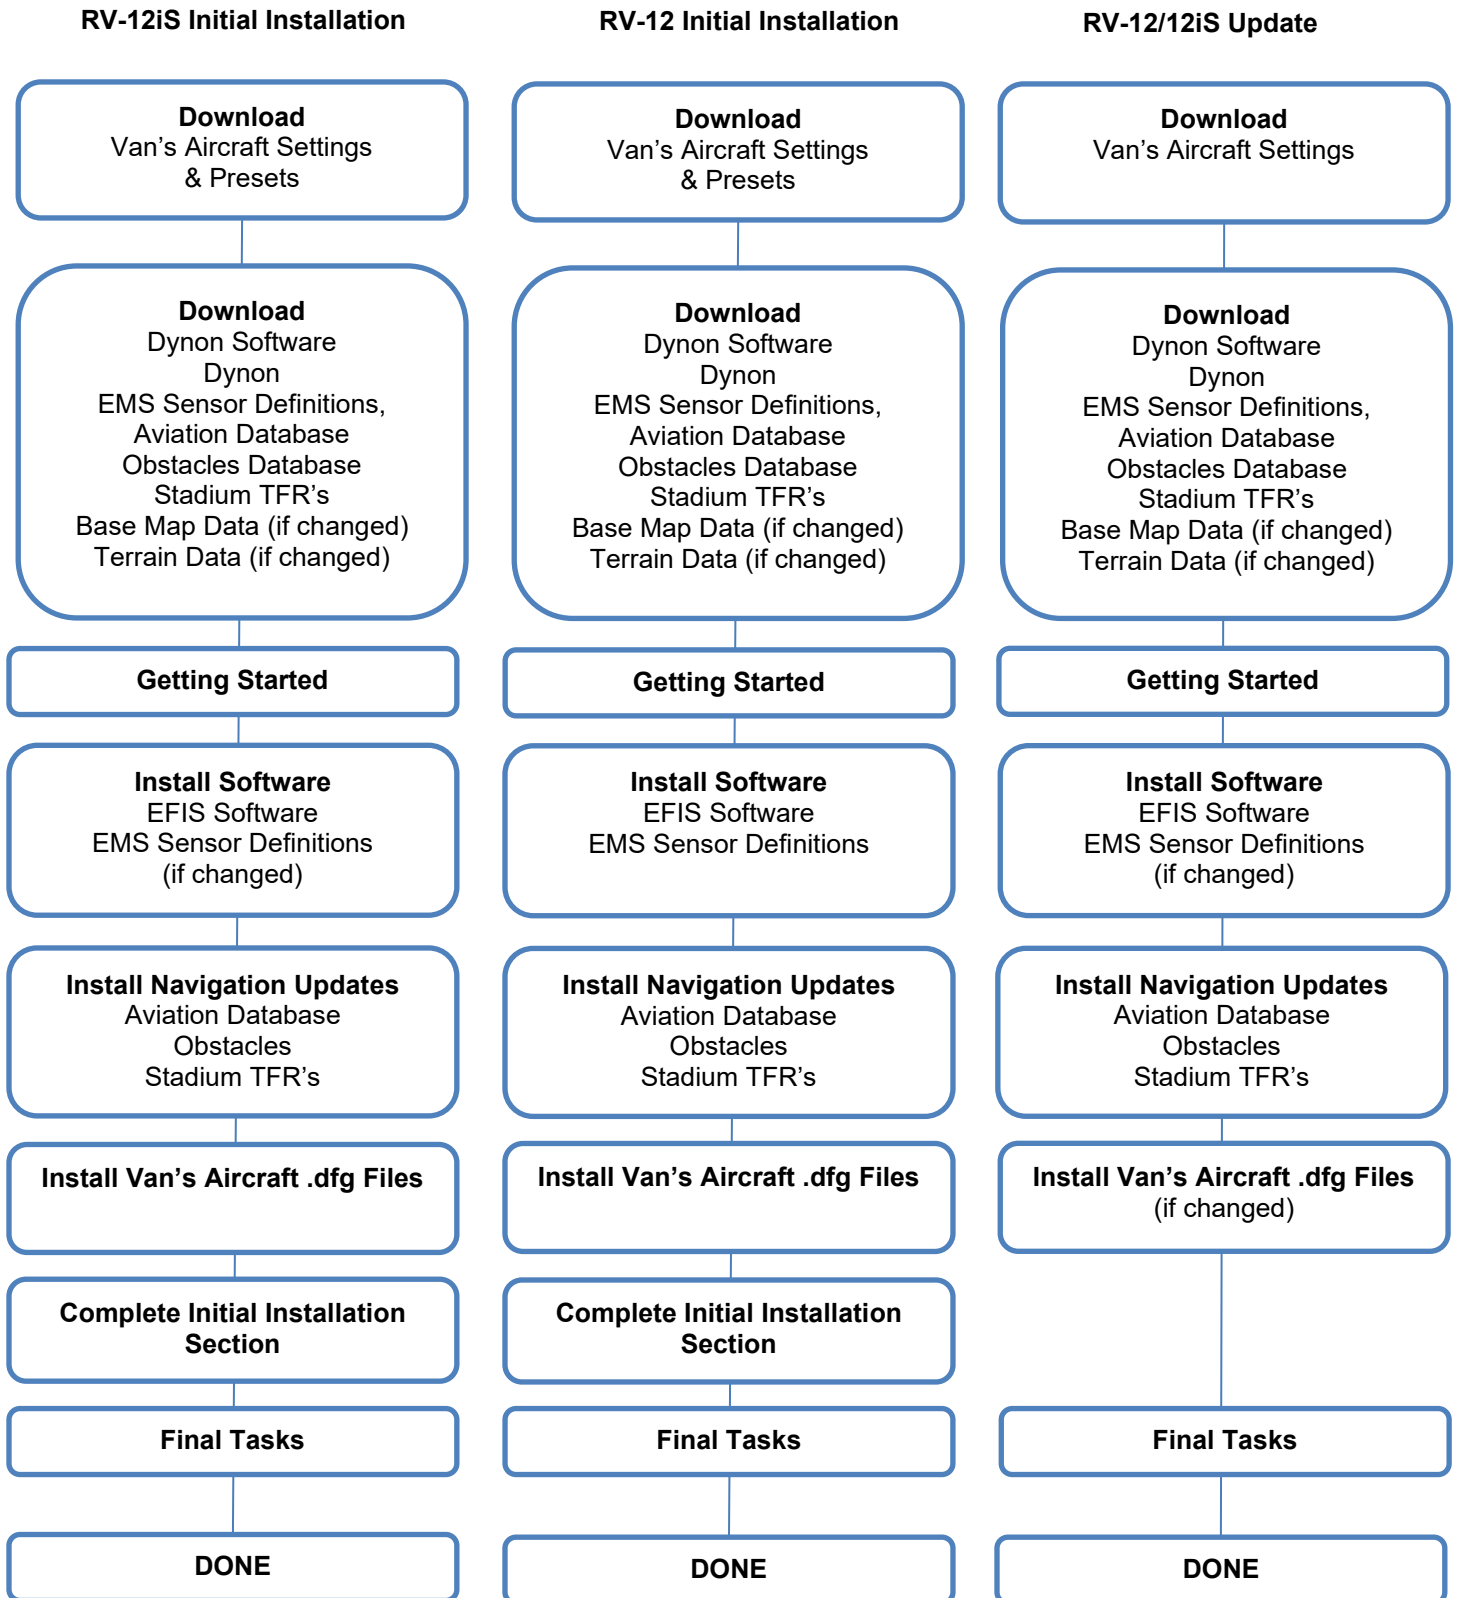 RV-12iS Initial Installation
Download
Van's Aircraft Settings
& Presets
Download
Dynon Software
Dynon
EMS Sensor Definitions,
Aviation Database
Obstacles Database
Stadium TFR's
Base Map Data (if changed)
Terrain Data (if changed)
Getting Started
Install Software
EFIS Software
EMS Sensor Definitions
(if changed)
Install Navigation Updates
Aviation Database
Obstacles
Stadium TFR's
Install Van's Aircraft .dfg Files
Complete Initial Installation
Section
Final Tasks
DONE
RV-12 Initial Installation
Download
Van's Aircraft Settings
& Presets
Download
Dynon Software
Dynon
EMS Sensor Definitions,
Aviation Database
Obstacles Database
Stadium TFR's
Base Map Data (if changed)
Terrain Data (if changed)
Getting Started
Install Software
EFIS Software
EMS Sensor Definitions
Install Navigation Updates
Aviation Database
Obstacles
Stadium TFR's
Install Van's Aircraft .dfg Files
Complete Initial Installation
Section
Final Tasks
DONE
RV-12/12iS Update
Download
Van's Aircraft Settings
Download
Dynon Software
Dynon
EMS Sensor Definitions,
Aviation Database
Obstacles Database
Stadium TFR's
Base Map Data (if changed)
Terrain Data (if changed)
Getting Started
Install Software
EFIS Software
EMS Sensor Definitions
(if changed)
Install Navigation Updates
Aviation Database
Obstacles
Stadium TFR's
Install Van's Aircraft .dfg Files
(if changed)
Final Tasks
DONE